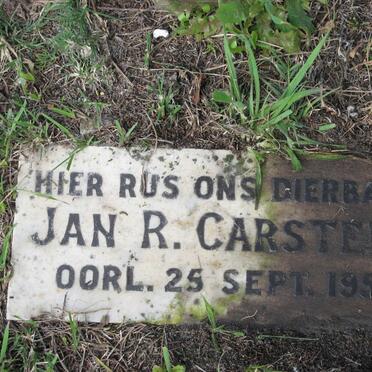 HIER RUS ONS DIERBA
JAN R. CARSTE
OORL. 25 SEPT. 195